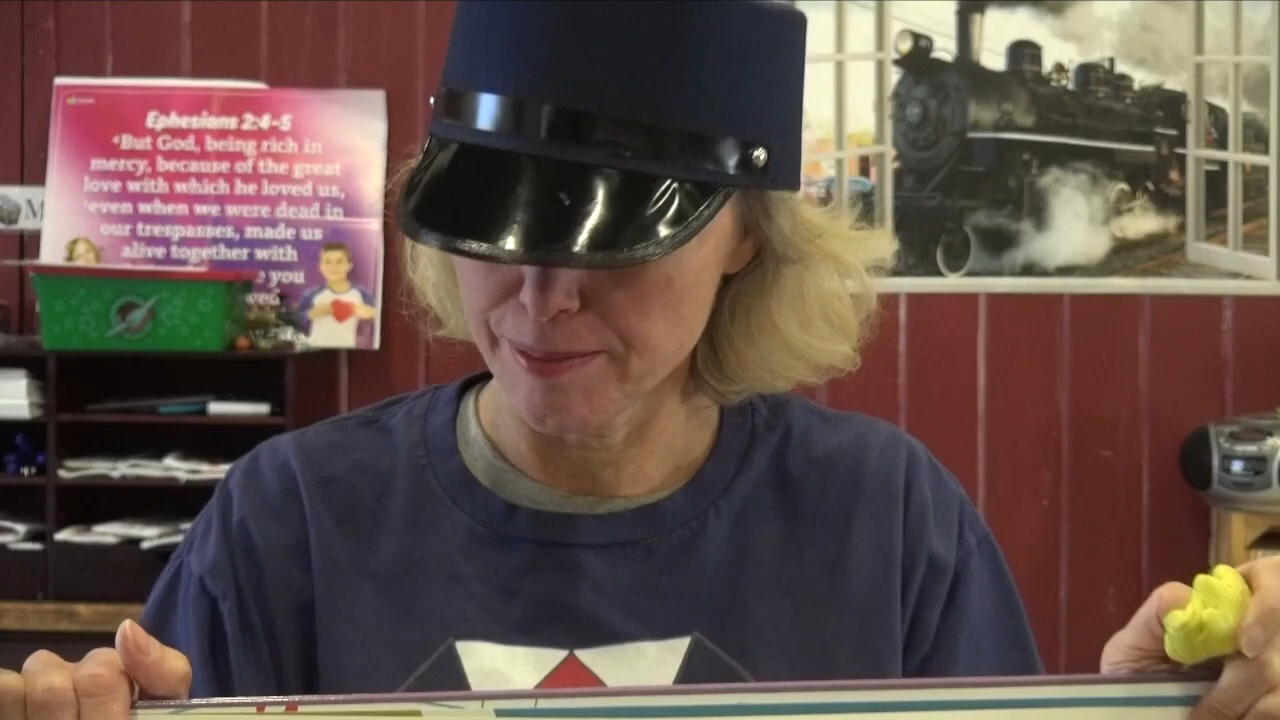 Ephesians 2:4-5
"But God, being rich in
mercy, because of the great
love with which he loved us,
even when we were dead in
our trespasses, made us
alive together with
you
M